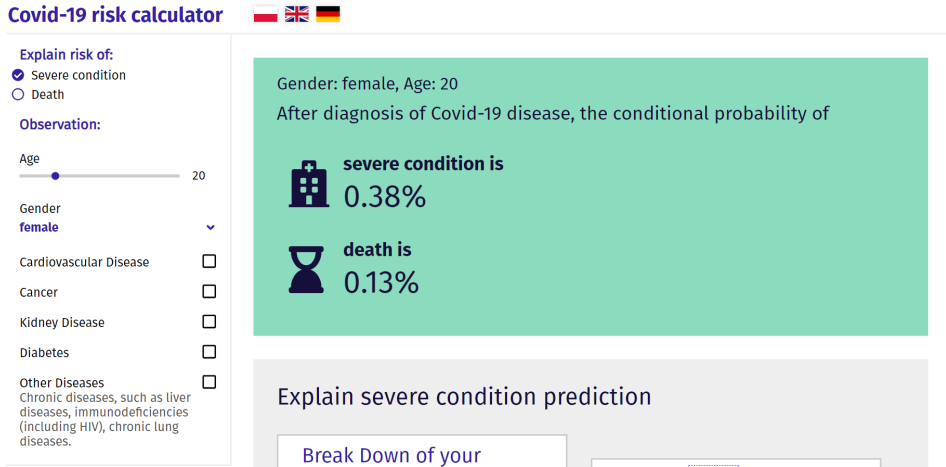 Covid-19 risk calculator
Explain risk of:
Severe condition
Death
Observation:
Age
20
Gender
female
Cardiovascular Disease
Cancer
Kidney Disease
Diabetes
Other Diseases
Chronic diseases, such as liver
diseases, immunodeficiencies
(including HIV), chronic lung
diseases.
Gender: female, Age: 20
After diagnosis of Covid-19 disease, the conditional probability of
severe condition is
0.38%
death is
0.13%
Explain severe condition prediction
Break Down of your